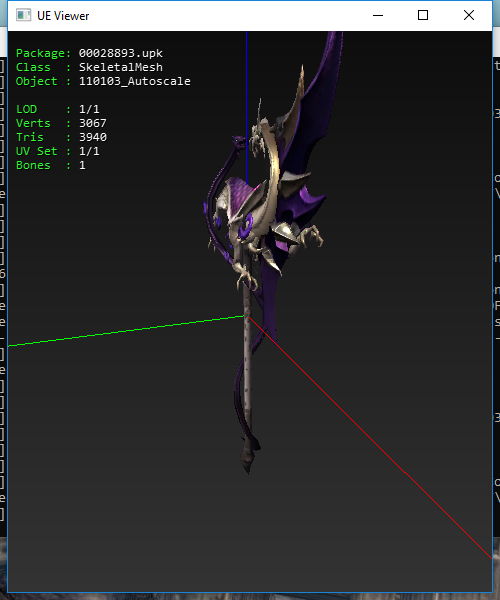 UE Viewer
Package: 00028893.upk
Class  : SkeletalMesh
Object : 110103_Autoscale
LOD    : 1/1
Verts  : 3067
Tris   : 3940
UV Set : 1/1
Bones  : 1